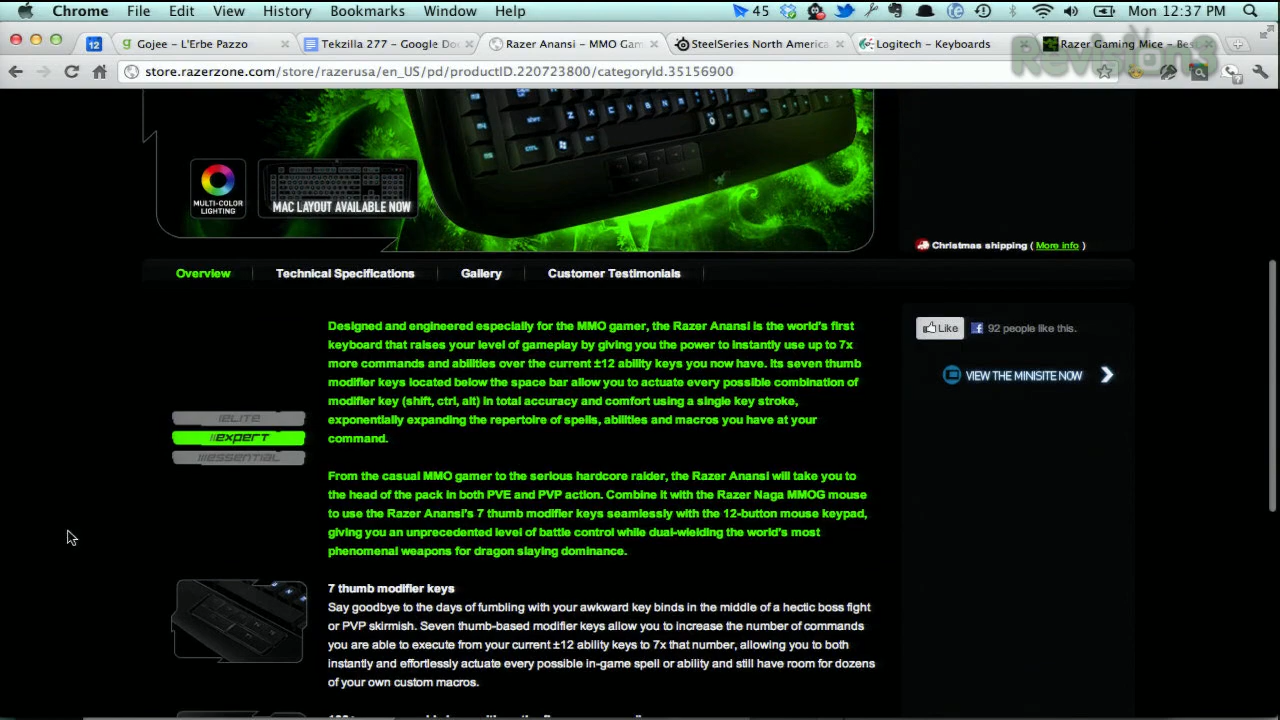 Chrome File Edit View History Bookmarks Window Help 45 Mon 12:37 PM
12 Gojee – L'Erbe Pazzo Tekzilla 277 – Google Do Razer Anansi – MMO Gam SteelSeries North America Logitech – Keyboards Razer Gaming Mice – Bes
Revision3
store.razerzone.com/store/razerusa/en_US/pd/productID.220723800/categoryId.35156900
MULTI-COLOR
LIGHTING
MAC LAYOUT AVAILABLE NOW
Christmas shipping ( More info )
Overview Technical Specifications Gallery Customer Testimonials
Designed and engineered especially for the MMO gamer, the Razer Anansi is the world's first
keyboard that raises your level of gameplay by giving you the power to instantly use up to 7x
more commands and abilities over the current ±12 ability keys you now have. Its seven thumb
modifier keys located below the space bar allow you to actuate every possible combination of
modifier key (shift, ctrl, alt) in total accuracy and comfort using a single key stroke,
exponentially expanding the repertoire of spells, abilities and macros you have at your
command.
Like 92 people like this.
VIEW THE MINISITE NOW
ELITE
EXPERT
ESSENTIAL
From the casual MMO gamer to the serious hardcore raider, the Razer Anansi will take you to
the head of the pack in both PVE and PVP action. Combine it with the Razer Naga MMOG mouse
to use the Razer Anansi's 7 thumb modifier keys seamlessly with the 12-button mouse keypad,
giving you an unprecedented level of battle control while dual-wielding the world's most
phenomenal weapons for dragon slaying dominance.
7 thumb modifier keys
Say goodbye to the days of fumbling with your awkward key binds in the middle of a hectic boss fight
or PVP skirmish. Seven thumb-based modifier keys allow you to increase the number of commands
you are able to execute from your current ±12 ability keys to 7x that number, allowing you to both
instantly and effortlessly actuate every possible in-game spell or ability and still have room for dozens
of your own custom macros.